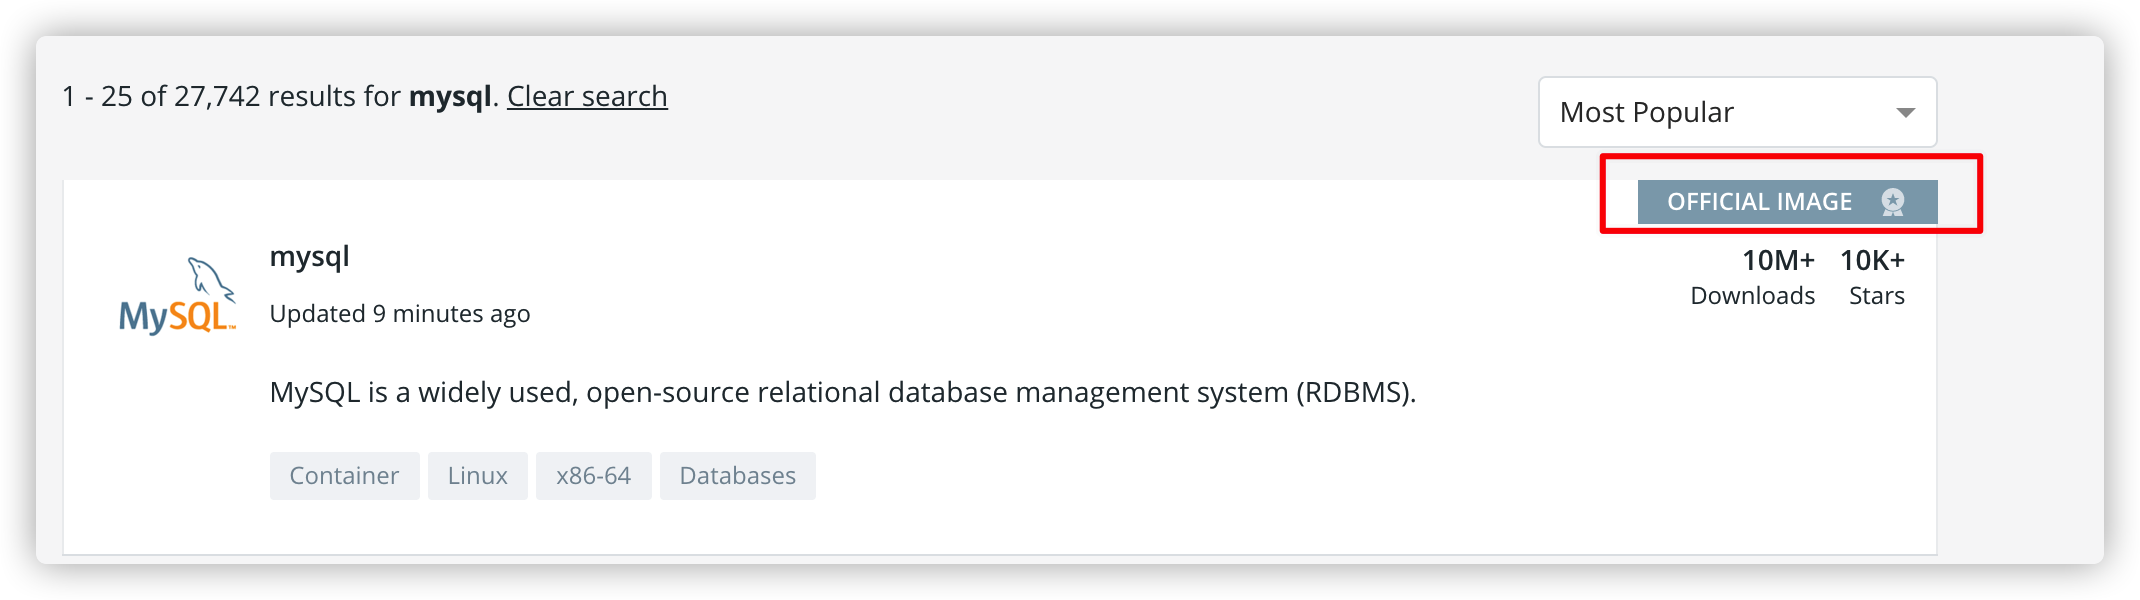 1 - 25 of 27,742 results for mysql. Clear search
Most Popular
OFFICIAL IMAGE
mysql
10M+ 10K+
Downloads Stars
Updated 9 minutes ago
MySQL™
MySQL is a widely used, open-source relational database management system (RDBMS).
Container Linux x86-64 Databases